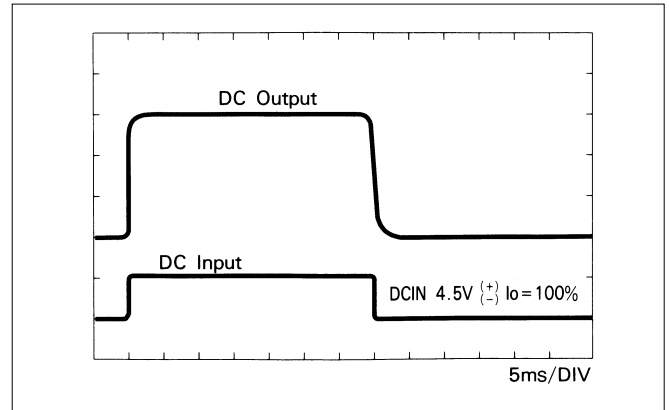 DC Output
DC Input
DCIN 4.5V (+) (-) Io=100%
5ms/DIV